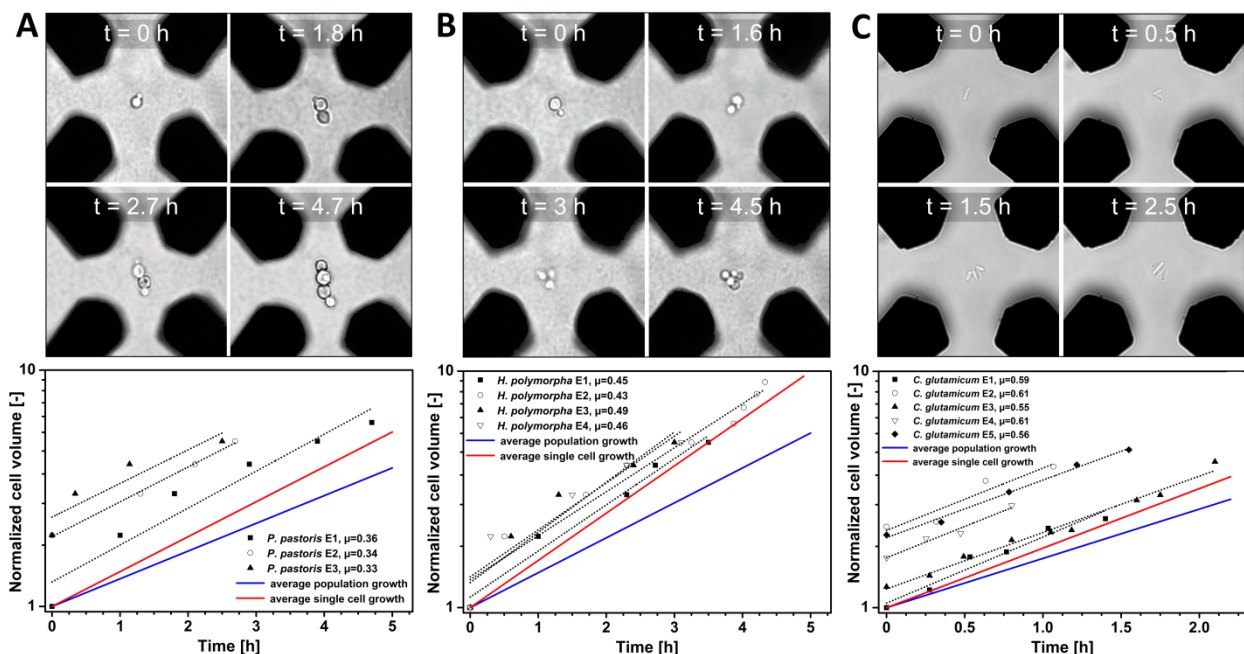 A
t = 0 h
t = 1.8 h
t = 2.7 h
t = 4.7 h
10
1
Normalized cell volume [-]
P. pastoris E1, μ=0.36
P. pastoris E2, μ=0.34
P. pastoris E3, μ=0.33
average population growth
average single cell growth
0 1 2 3 4 5
Time [h]
B
t = 0 h
t = 1.6 h
t = 3 h
t = 4.5 h
10
1
Normalized cell volume [-]
H. polymorpha E1, μ=0.45
H. polymorpha E2, μ=0.43
H. polymorpha E3, μ=0.49
H. polymorpha E4, μ=0.46
average population growth
average single cell growth
0 1 2 3 4 5
Time [h]
C
t = 0 h
t = 0.5 h
t = 1.5 h
t = 2.5 h
10
1
Normalized cell volume [-]
C. glutamicum E1, μ=0.59
C. glutamicum E2, μ=0.61
C. glutamicum E3, μ=0.55
C. glutamicum E4, μ=0.61
C. glutamicum E5, μ=0.56
average population growth
average single cell growth
0.0 0.5 1.0 1.5 2.0
Time [h]